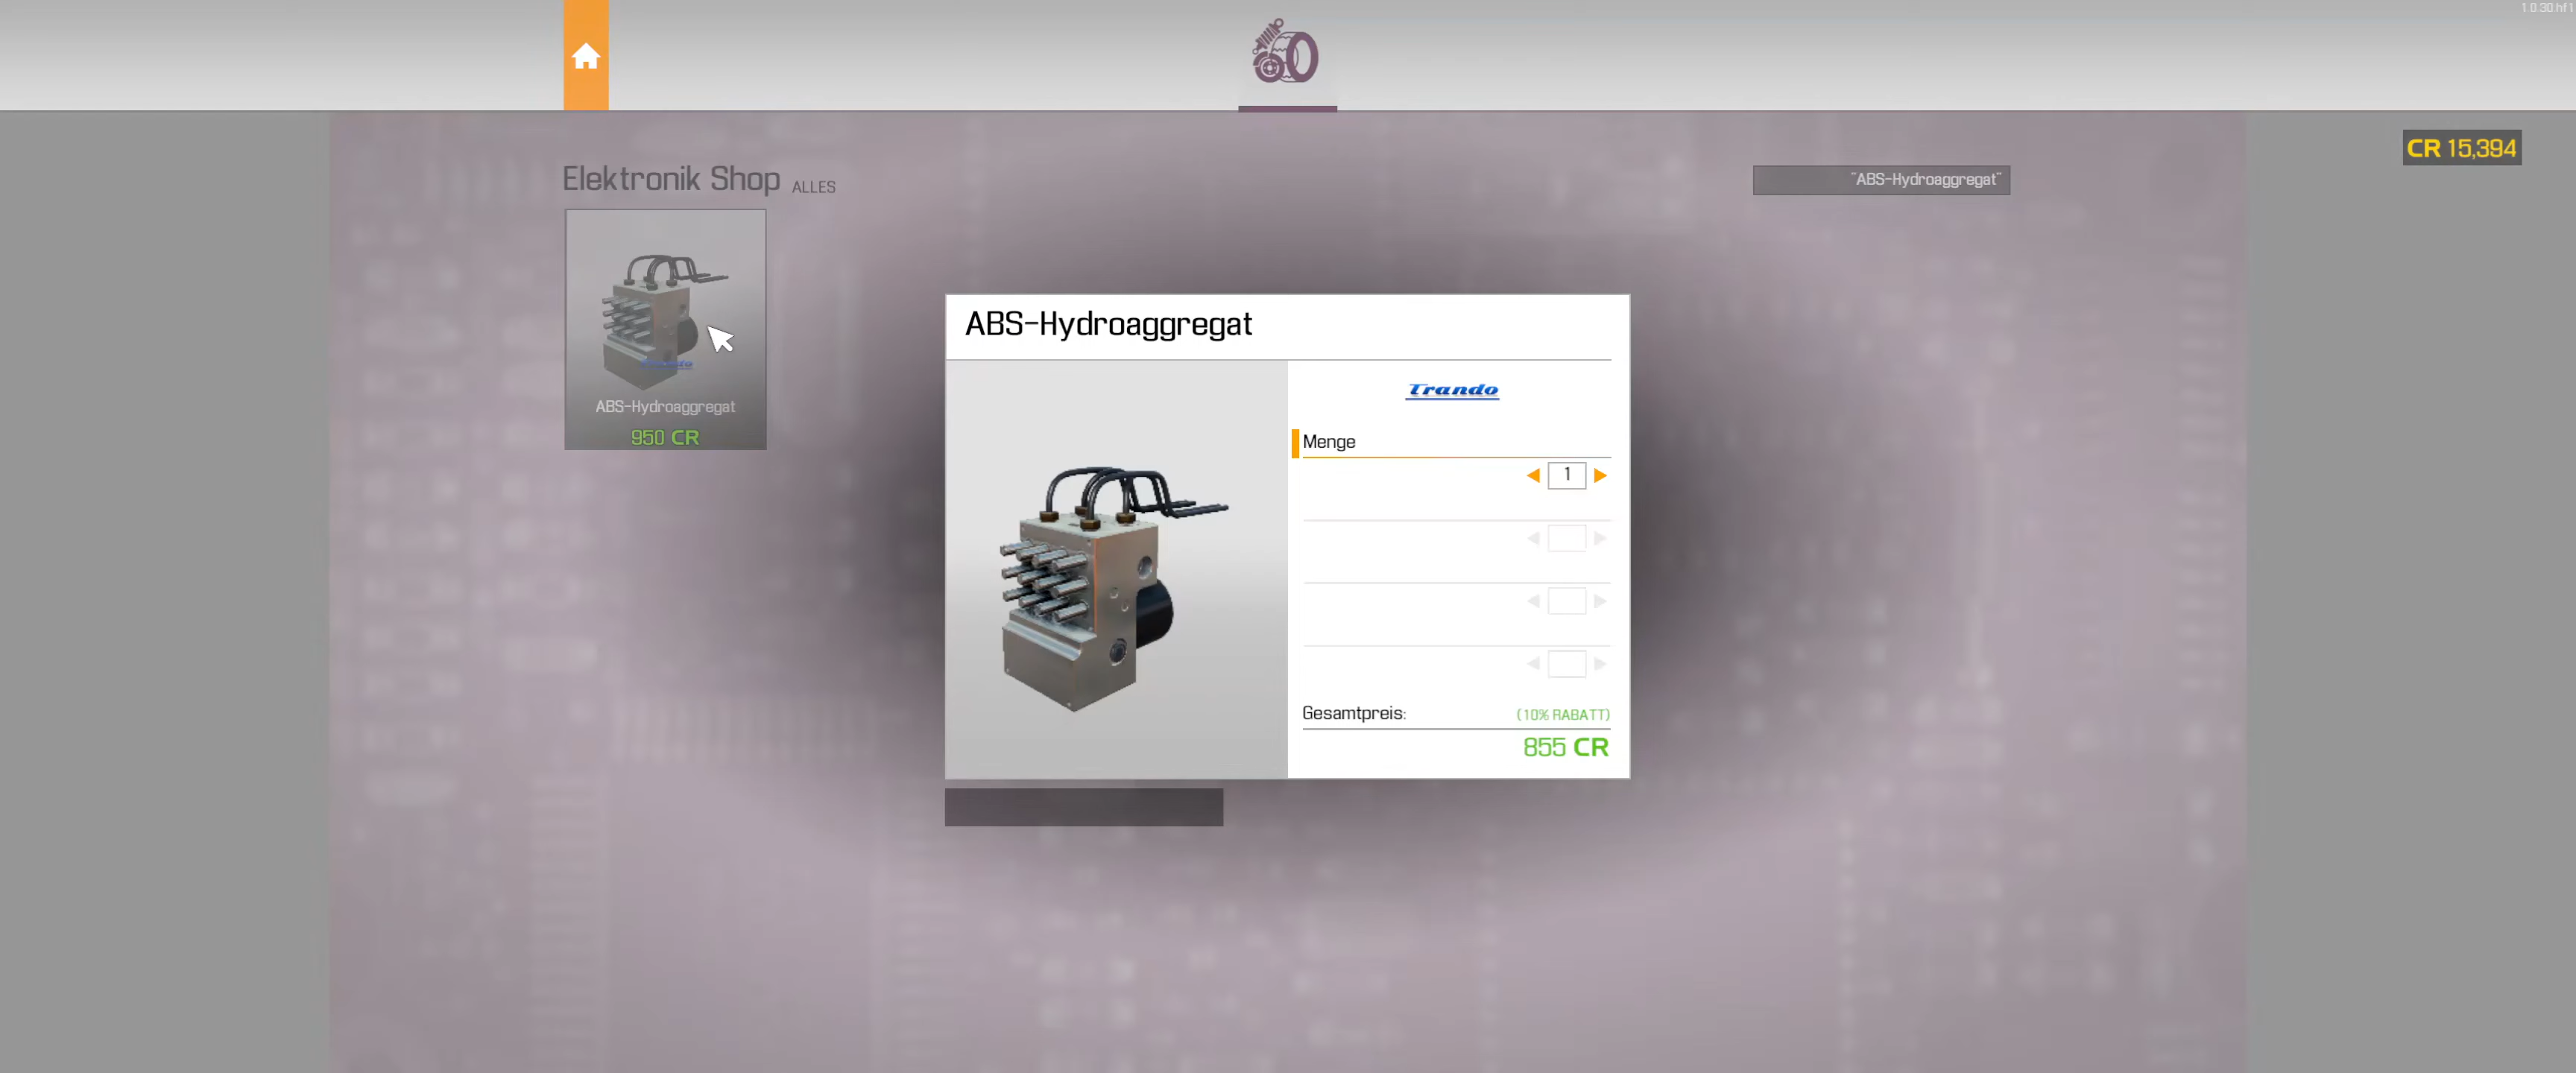 1.0.30.hf1
CR 15,394
Elektronik Shop ALLES
"ABS-Hydroaggregat"
Trando
ABS-Hydroaggregat
950 CR
ABS-Hydroaggregat
Trando
Menge
1
Gesamtpreis: (10% RABATT)
855 CR